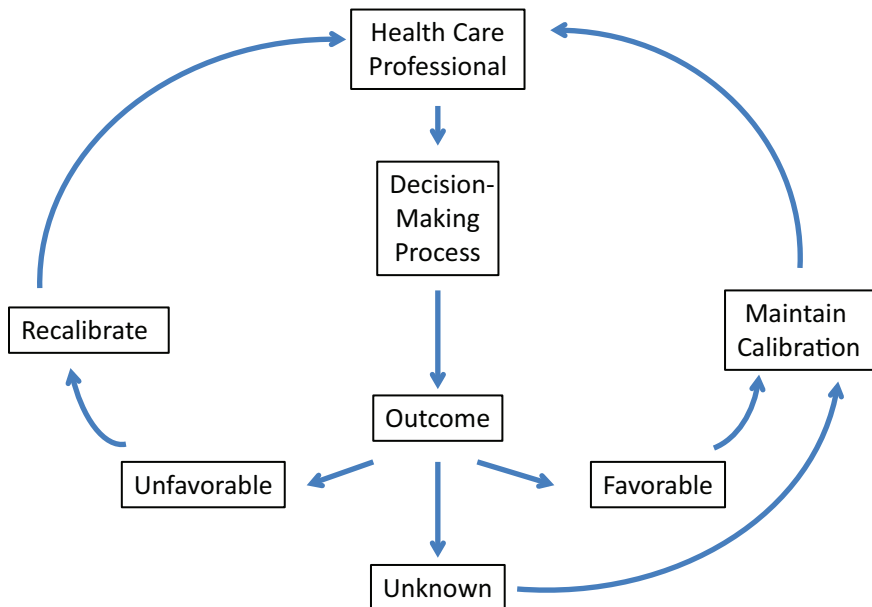 Health Care
Professional
Decision-
Making
Process
Recalibrate
Maintain
Calibration
Outcome
Unfavorable
Favorable
Unknown